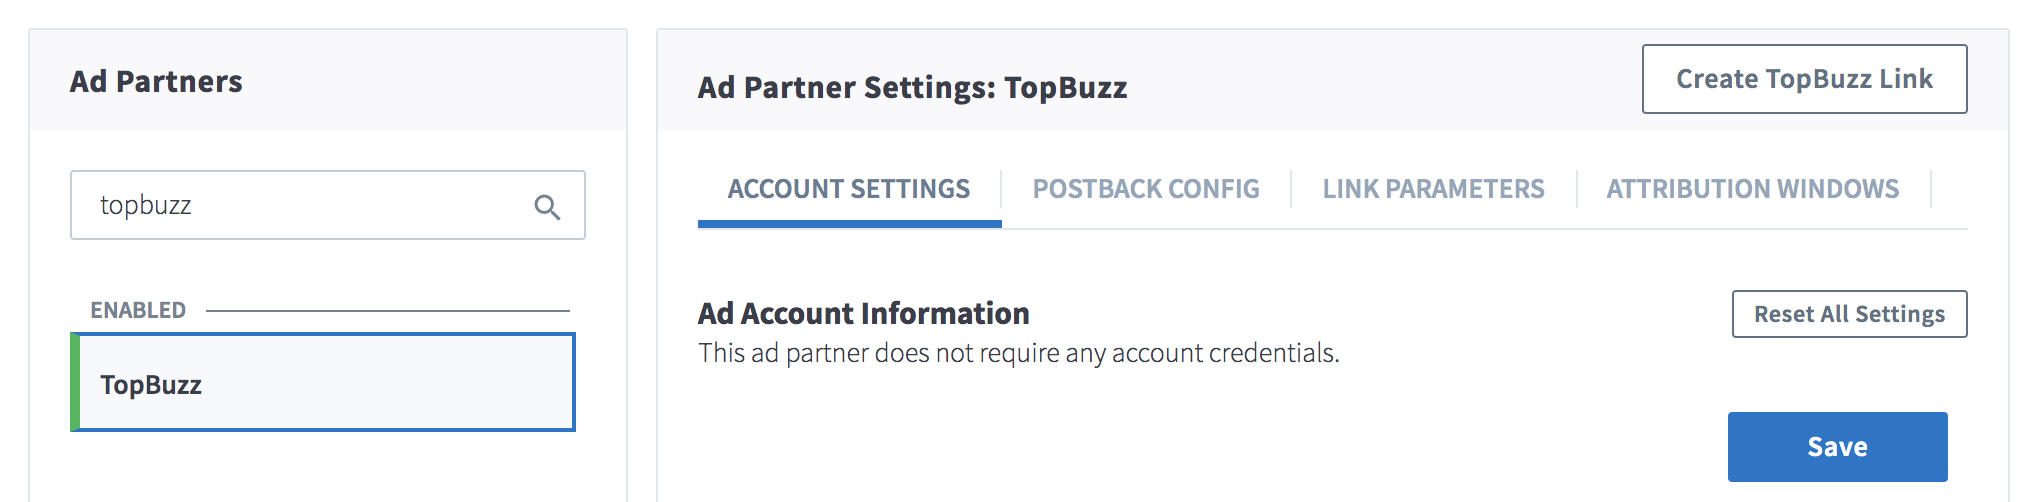 Ad Partners
topbuzz
ENABLED
TopBuzz
Ad Partner Settings: TopBuzz
Create TopBuzz Link
ACCOUNT SETTINGS
POSTBACK CONFIG
LINK PARAMETERS
ATTRIBUTION WINDOWS
Ad Account Information
Reset All Settings
This ad partner does not require any account credentials.
Save